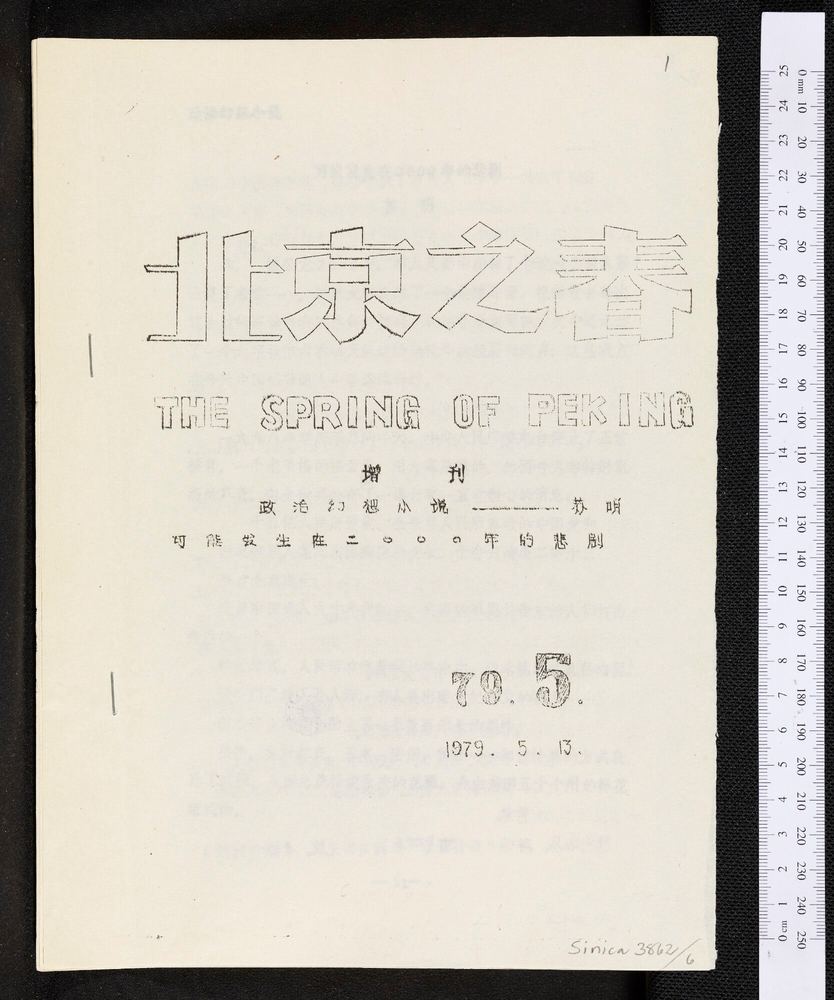 1
北京之春
THE SPRING OF PEKING
增刊
政治幻想小说————苏明
可能发生在二〇〇〇年的悲剧
79.5.
1979. 5. 13.
Sinica 3862/6